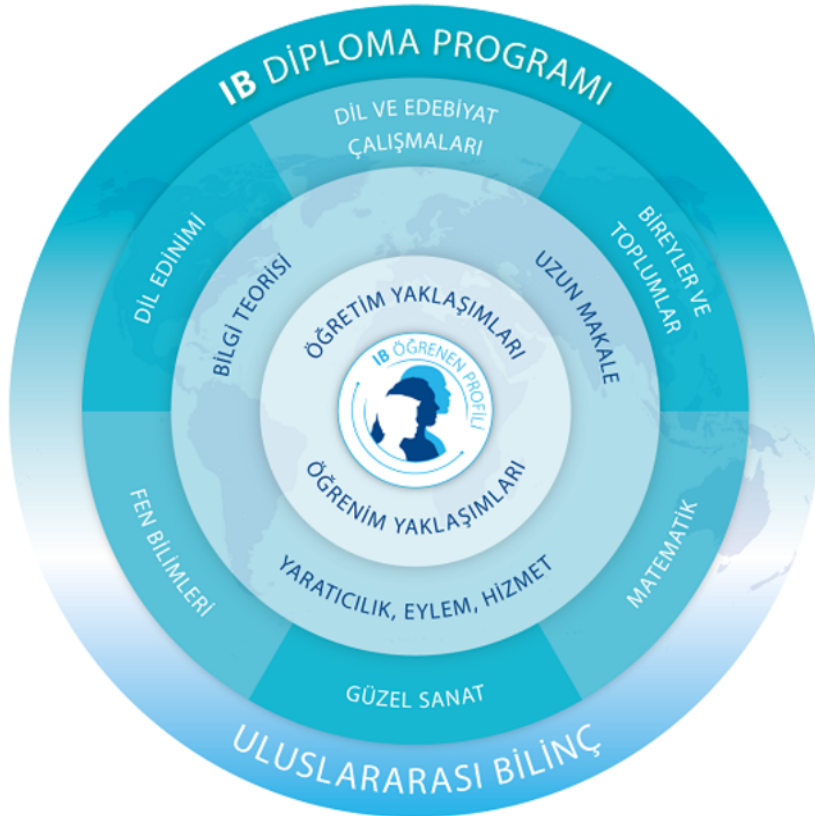 IB DİPLOMA PROGRAMI
DİL VE EDEBİYAT
ÇALIŞMALARI
DİL EDİNİMİ
BİREYLER VE
TOPLUMLAR
BİLGİ TEORİSİ
UZUN MAKALE
ÖĞRETİM YAKLAŞIMLARI
IB ÖĞRENEN PROFİLİ
ÖĞRENİM YAKLAŞIMLARI
YARATICILIK, EYLEM, HİZMET
FEN BİLİMLERİ
MATEMATİK
GÜZEL SANAT
ULUSLARARASI BİLİNÇ